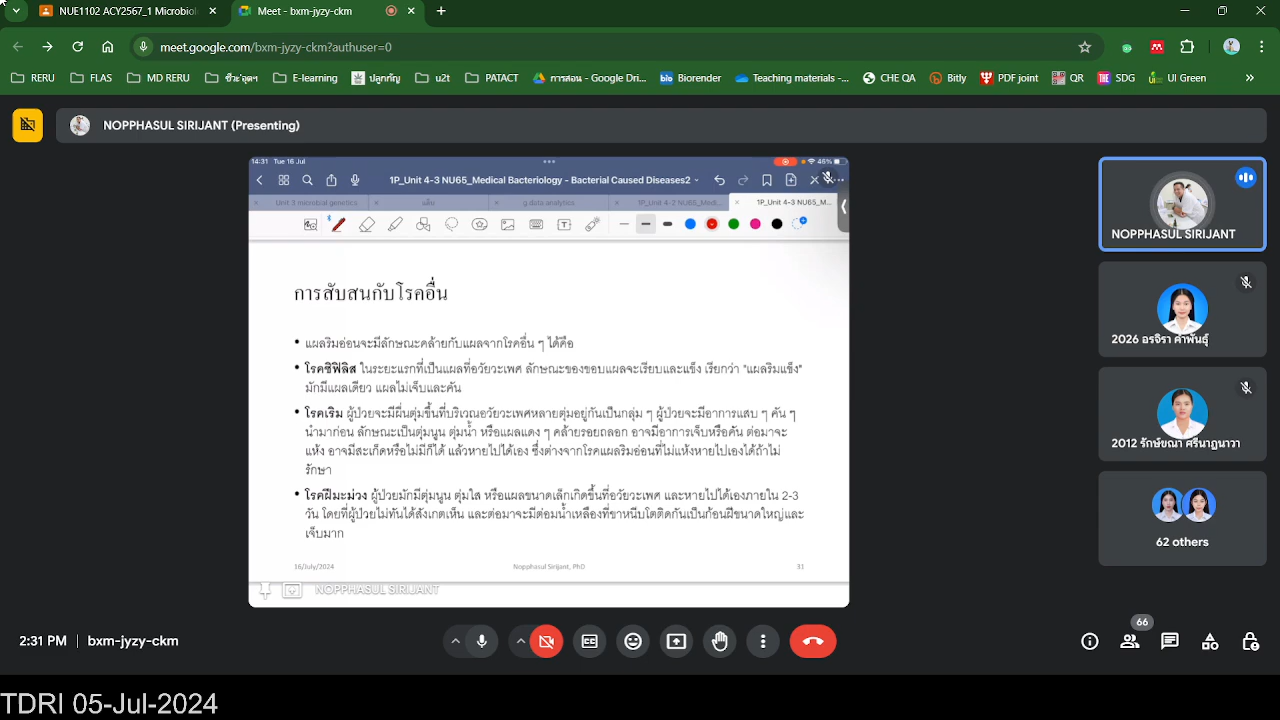 NUE1102 ACY2567_1 Microbiol
Meet - bxm-jyzy-ckm
meet.google.com/bxm-jyzy-ckm?authuser=0
RERU FLAS MD RERU E-learning ปลุกปัญ u2t PATACT การสอน - Google Dri... Biorender Teaching materials -... CHE QA Bitly PDF joint QR SDG UI Green
NOPPHASUL SIRIJANT (Presenting)
14:31 Tue 16 Jul 46%
1P_Unit 4-3 NU65_Medical Bacteriology - Bacterial Caused Diseases2
Unit 3 microbial genetics g data analytics 1P_Unit 4-2 NU65_Medi... 1P_Unit 4-3 NU65_M...
การสับสนกับโรคอื่น
• แผลริมอ่อนจะมีลักษณะคล้ายกับแผลจากโรคอื่น ๆ ได้คือ
• โรคซิฟิลิส ในระยะแรกที่เป็นแผลที่อวัยวะเพศ ลักษณะของขอบแผลจะเรียบและแข็ง เรียกว่า "แผลริมแข็ง"
มักมีแผลเดียว แผลไม่เจ็บและคัน
• โรคเริม ผู้ป่วยจะมีผื่นตุ่มขึ้นที่บริเวณอวัยวะเพศหลายตุ่มอยู่กันเป็นกลุ่ม ๆ ผู้ป่วยจะมีอาการแสบ ๆ คัน ๆ
นำมาก่อน ลักษณะเป็นตุ่มนูน ตุ่มน้ำ หรือแผลแดง ๆ คล้ายรอยถลอก อาจมีอาการเจ็บหรือคัน ต่อมาจะ
แห้ง อาจมีสะเก็ดหรือไม่มีก็ได้ แล้วหายไปได้เอง ซึ่งต่างจากโรคแผลริมอ่อนที่ไม่แห้งหายไปเองได้ถ้าไม่
รักษา
• โรคฝีมะม่วง ผู้ป่วยมักมีตุ่มนูน ตุ่มใส หรือแผลขนาดเล็กเกิดขึ้นที่อวัยวะเพศ และหายไปได้เองภายใน 2-3
วัน โดยที่ผู้ป่วยไม่ทันได้สังเกตเห็น และต่อมาจะมีต่อมน้ำเหลืองที่ขาหนีบโตติดกันเป็นก้อนฝีขนาดใหญ่และ
เจ็บมาก
16/July/2024 Nopphasul Sirijant, PhD 31
NOPPHASUL SIRIJANT
NOPPHASUL SIRIJANT
2026 อรจิรา คำพันธุ์
2012 รักษิณา ศรีนาฎนาวา
62 others
2:31 PM | bxm-jyzy-ckm
66
TDRI 05-Jul-2024